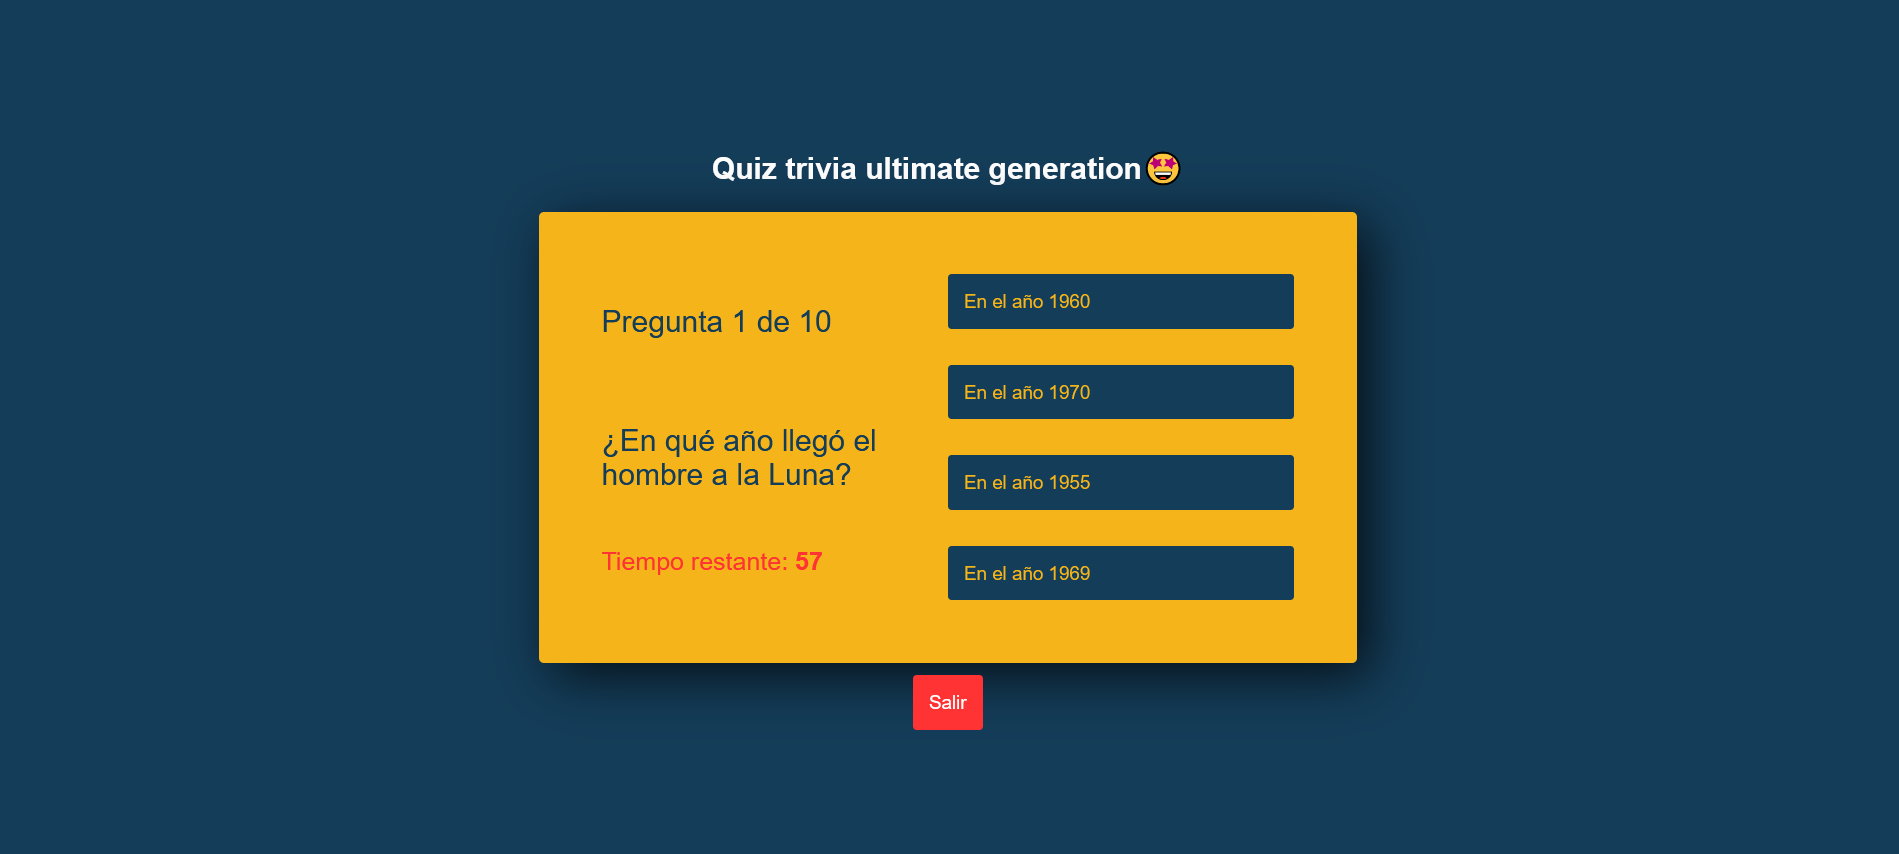 Quiz trivia ultimate generation🤩
Pregunta 1 de 10
¿En qué año llegó el
hombre a la Luna?
Tiempo restante: 57
En el año 1960
En el año 1970
En el año 1955
En el año 1969
Salir